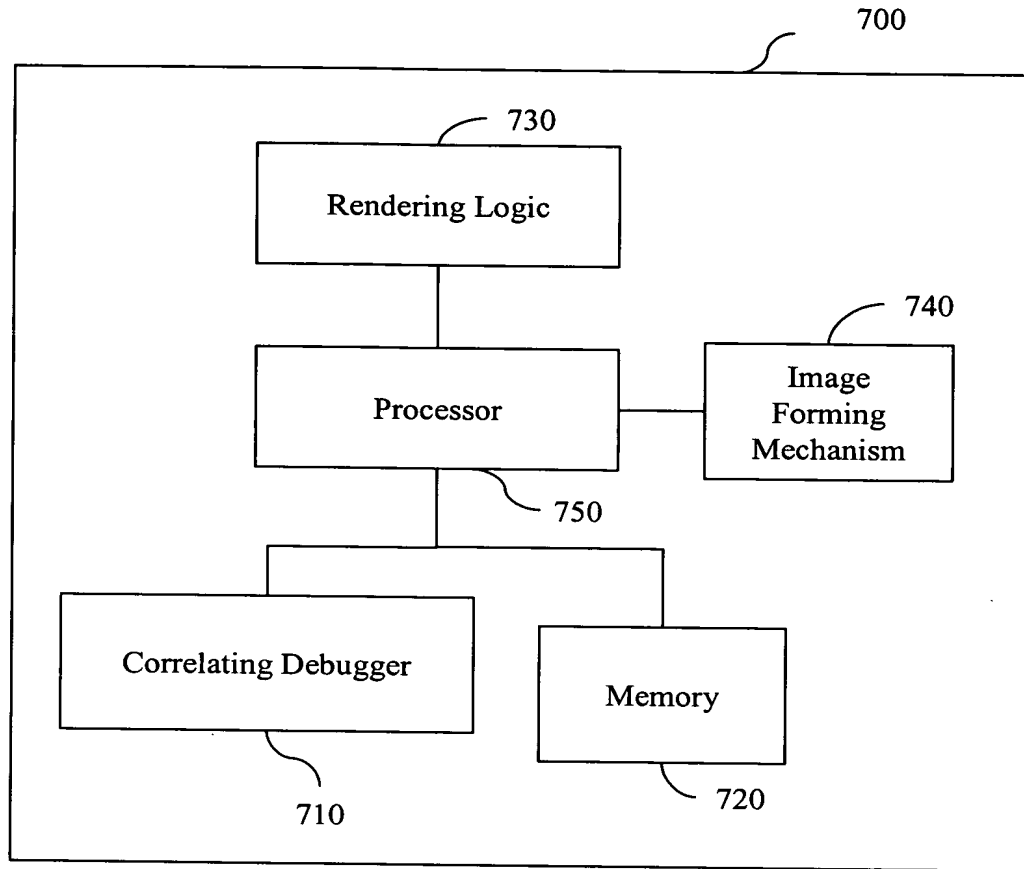 700
730
Rendering Logic
740
Image
Forming
Mechanism
Processor
750
Correlating Debugger
Memory
710
720